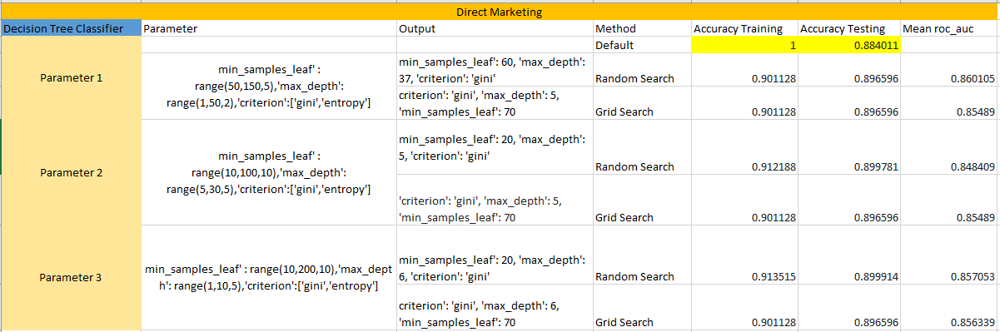 Direct Marketing
Decision Tree Classifier Parameter Output Method Accuracy Training Accuracy Testing Mean roc_auc
Default 1 0.884011
Parameter 1
min_samples_leaf' :
range(50,150,5),'max_depth':
range(1,50,2),'criterion':['gini','entropy']
min_samples_leaf': 60, 'max_depth':
37, 'criterion': 'gini'
Random Search 0.901128 0.896596 0.860105
criterion': 'gini', 'max_depth': 5,
'min_samples_leaf': 70
Grid Search 0.901128 0.896596 0.85489
Parameter 2
min_samples_leaf' :
range(10,100,10),'max_depth':
range(5,30,5),'criterion':['gini','entropy']
min_samples_leaf': 20, 'max_depth':
5, 'criterion': 'gini'
Random Search 0.912188 0.899781 0.848409
'criterion': 'gini', 'max_depth': 5,
'min_samples_leaf': 70
Grid Search 0.901128 0.896596 0.85489
Parameter 3
min_samples_leaf' : range(10,200,10),'max_dept
h': range(1,10,5),'criterion':['gini','entropy']
min_samples_leaf': 20, 'max_depth':
6, 'criterion': 'gini'
Random Search 0.913515 0.899914 0.857053
criterion': 'gini', 'max_depth': 6,
'min_samples_leaf': 70
Grid Search 0.901128 0.896596 0.856339